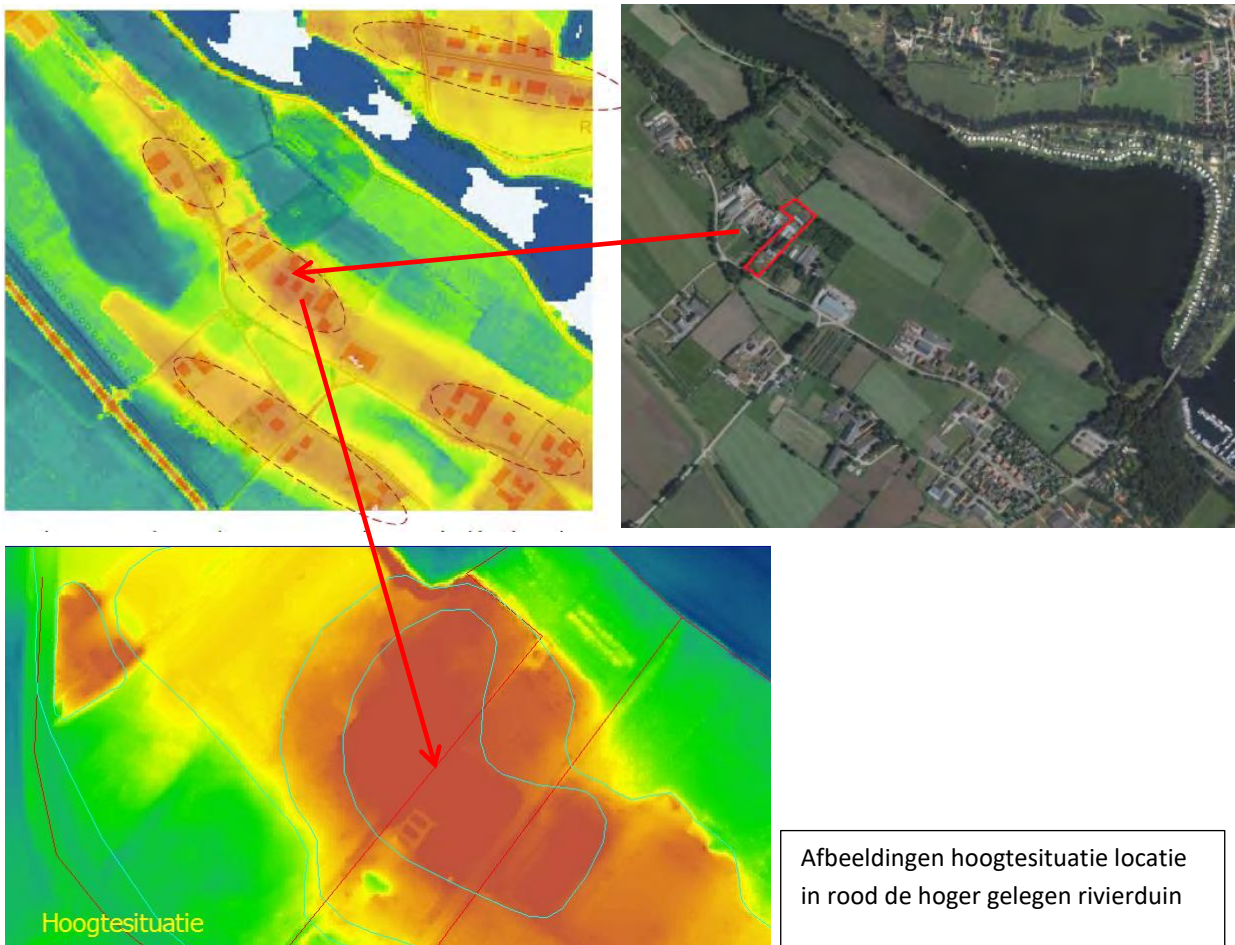 R
Hoogtesituatie
Afbeeldingen hoogtesituatie locatie
in rood de hoger gelegen rivierduin